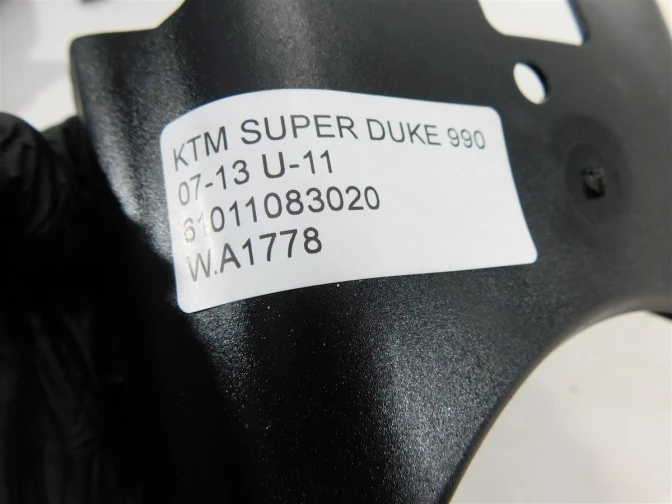 KTM SUPER DUKE 990
07-13 U-11
61011083020
W.A1778